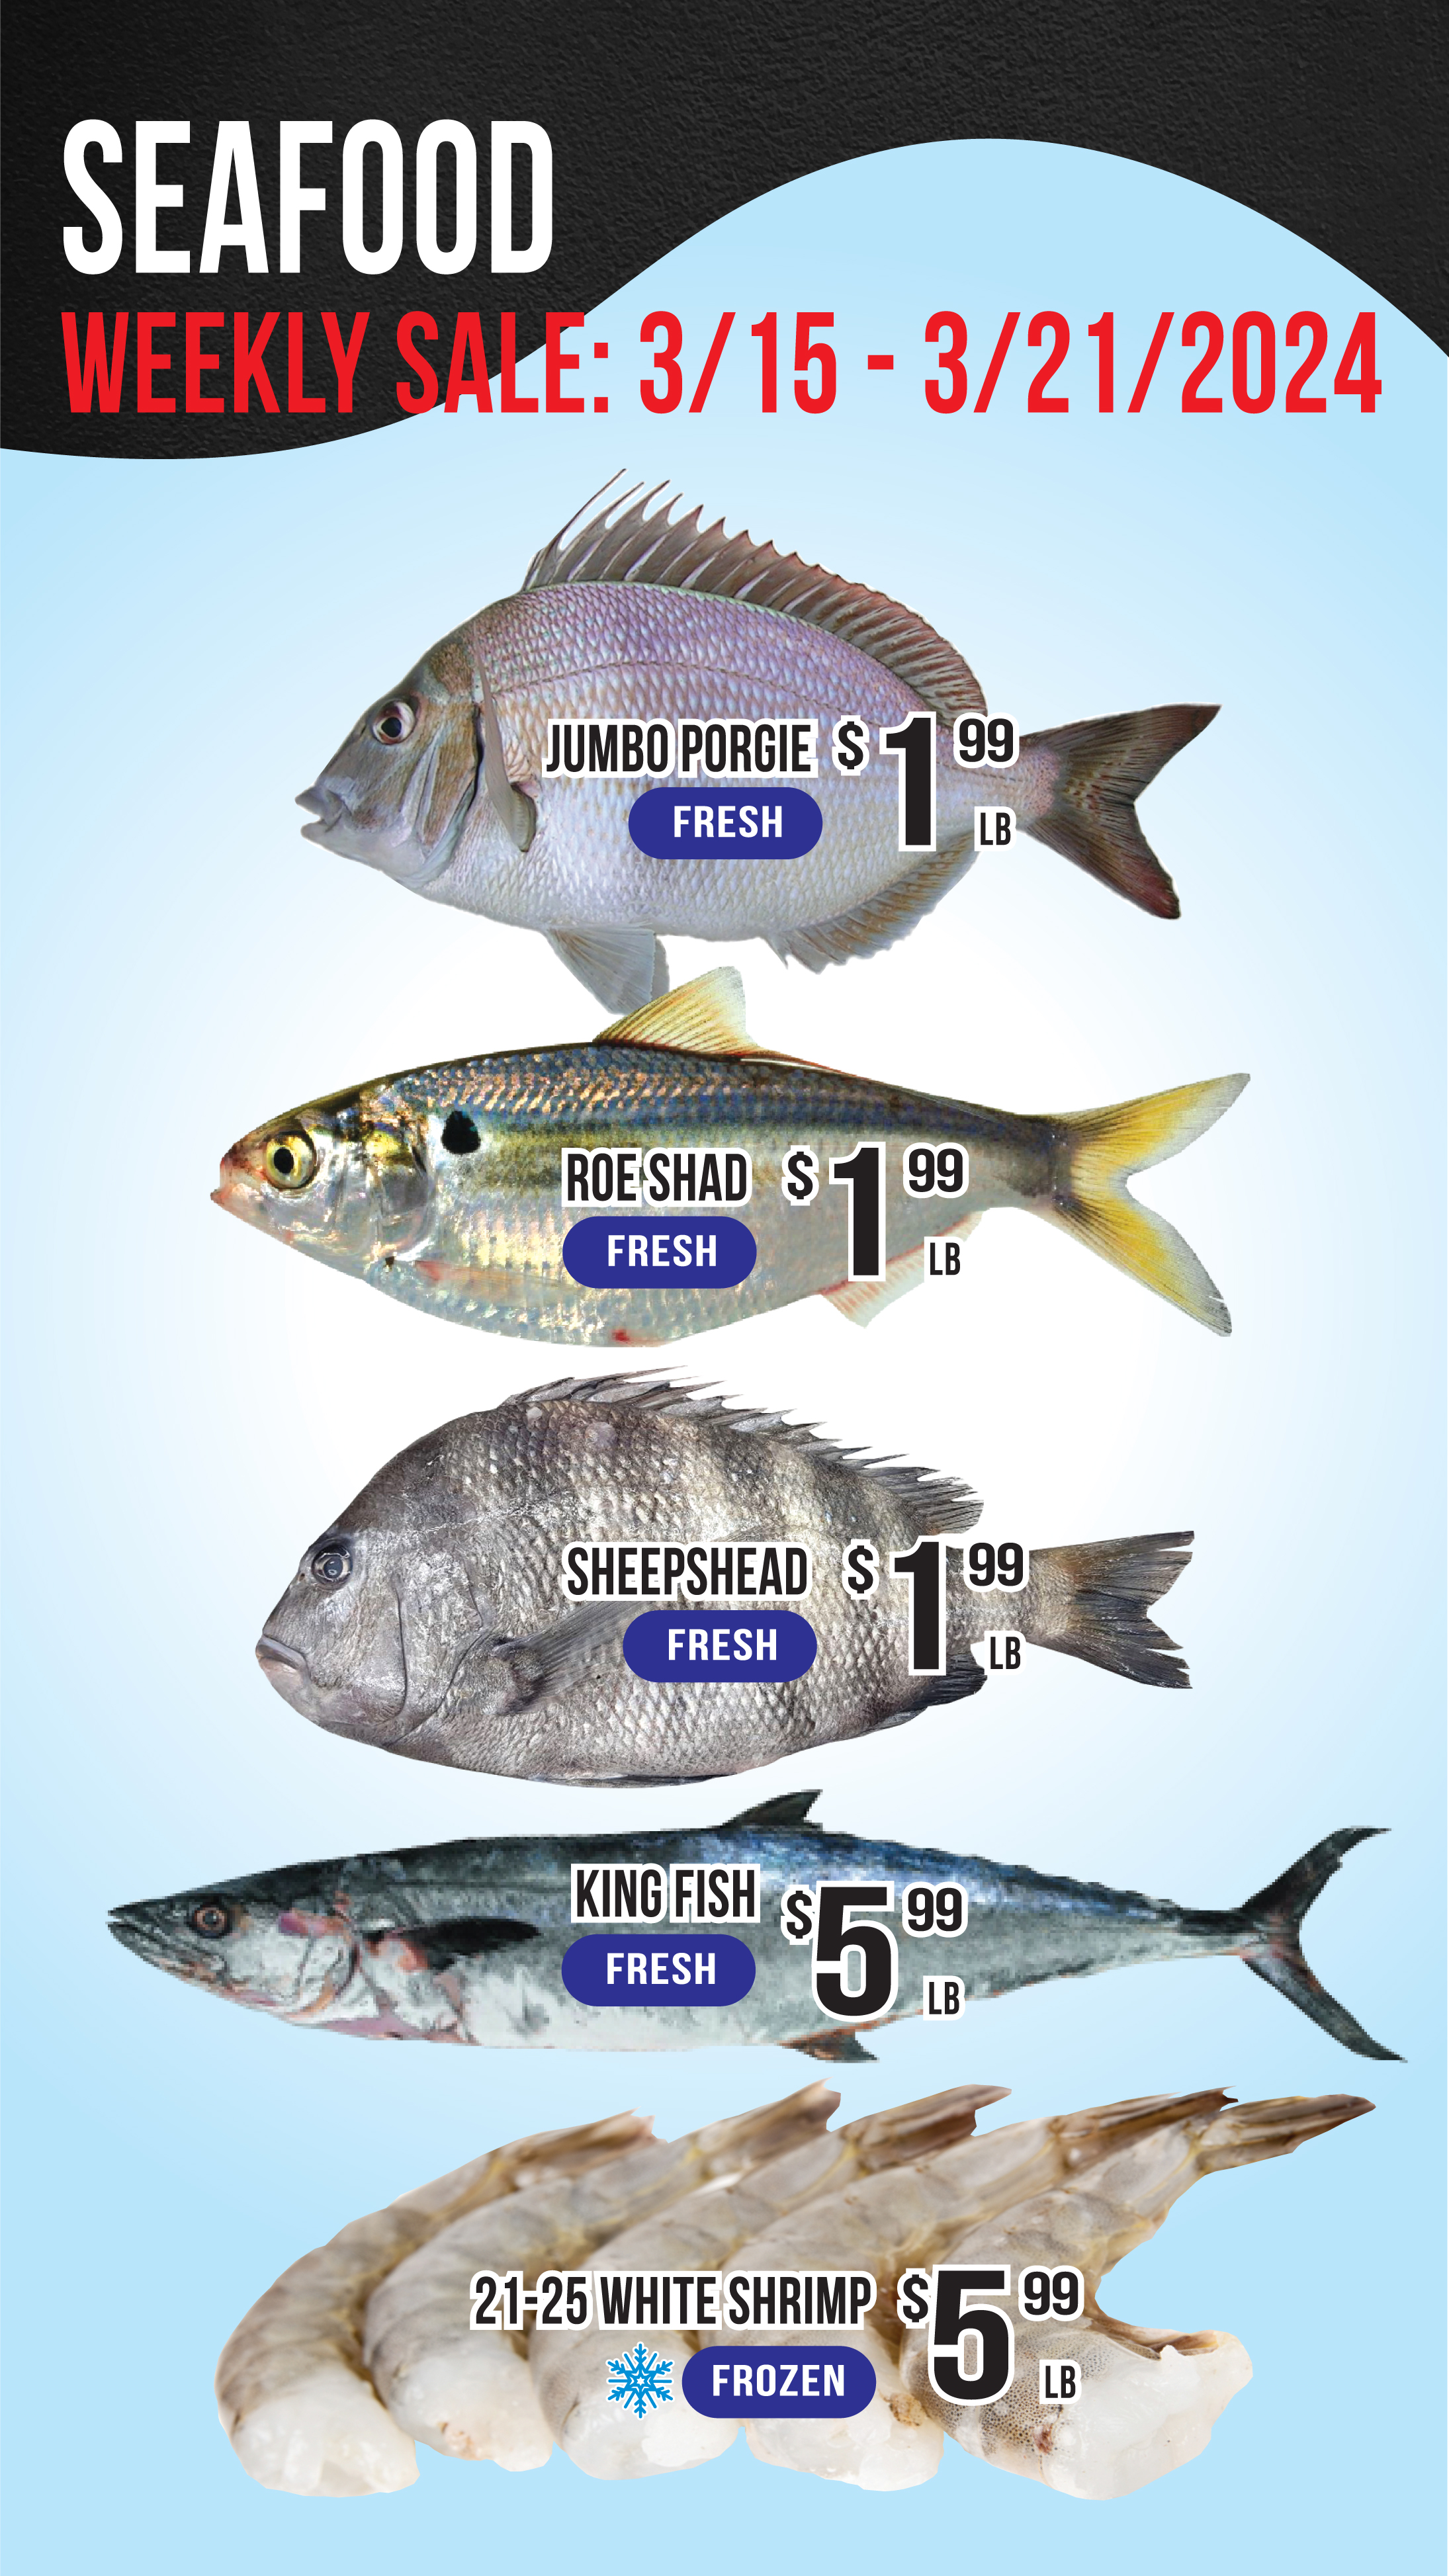 SEAFOOD
WEEKLY SALE: 3/15 - 3/21/2024
JUMBO PORGIE $1 99 LB
FRESH
ROE SHAD $1 99 LB
FRESH
SHEEPSHEAD $1 99 LB
FRESH
KING FISH $5 99 LB
FRESH
21-25 WHITE SHRIMP $5 99 LB
FROZEN